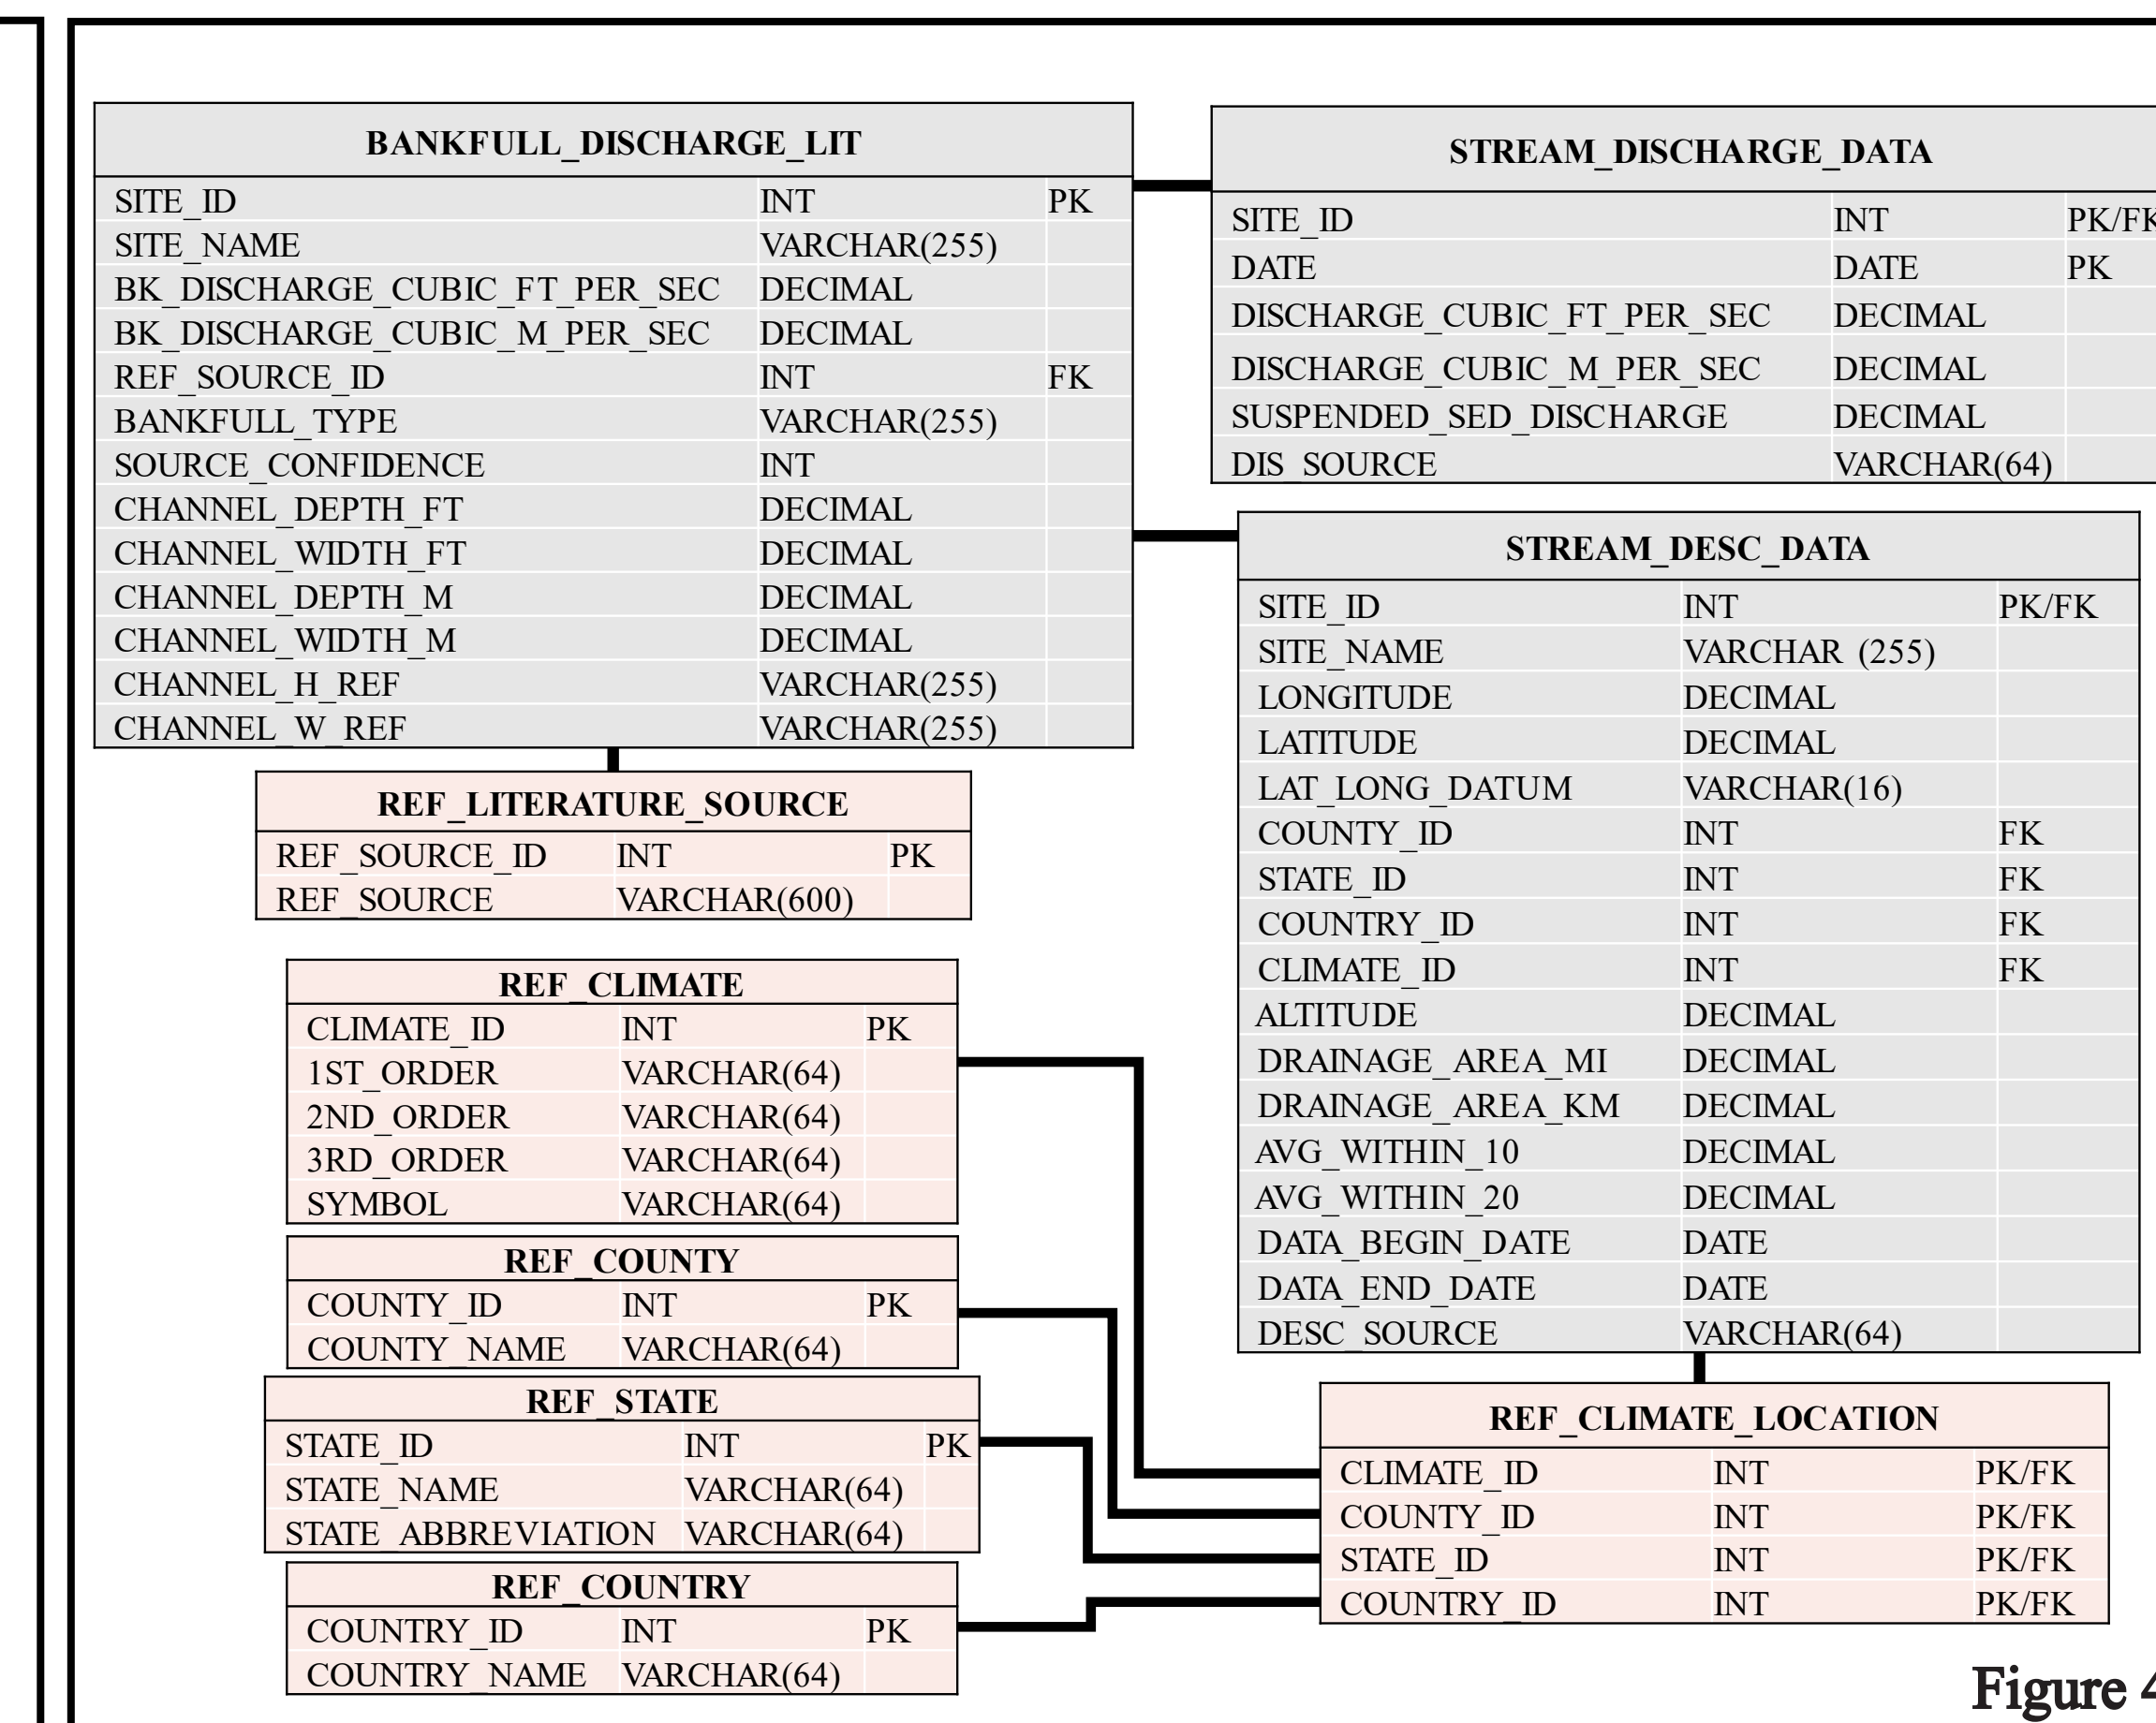 BANKFULL_DISCHARGE_LIT
SITE_ID INT PK
SITE_NAME VARCHAR(255)
BK_DISCHARGE_CUBIC_FT_PER_SEC DECIMAL
BK_DISCHARGE_CUBIC_M_PER_SEC DECIMAL
REF_SOURCE_ID INT FK
BANKFULL_TYPE VARCHAR(255)
SOURCE_CONFIDENCE INT
CHANNEL_DEPTH_FT DECIMAL
CHANNEL_WIDTH_FT DECIMAL
CHANNEL_DEPTH_M DECIMAL
CHANNEL_WIDTH_M DECIMAL
CHANNEL_H_REF VARCHAR(255)
CHANNEL_W_REF VARCHAR(255)
STREAM_DISCHARGE_DATA
SITE_ID INT PK/FK
DATE DATE PK
DISCHARGE_CUBIC_FT_PER_SEC DECIMAL
DISCHARGE_CUBIC_M_PER_SEC DECIMAL
SUSPENDED_SED_DISCHARGE DECIMAL
DIS_SOURCE VARCHAR(64)
STREAM_DESC_DATA
SITE_ID INT PK/FK
SITE_NAME VARCHAR (255)
LONGITUDE DECIMAL
LATITUDE DECIMAL
LAT_LONG_DATUM VARCHAR(16)
COUNTY_ID INT FK
STATE_ID INT FK
COUNTRY_ID INT FK
CLIMATE_ID INT FK
ALTITUDE DECIMAL
DRAINAGE_AREA_MI DECIMAL
DRAINAGE_AREA_KM DECIMAL
AVG_WITHIN_10 DECIMAL
AVG_WITHIN_20 DECIMAL
DATA_BEGIN_DATE DATE
DATA_END_DATE DATE
DESC_SOURCE VARCHAR(64)
REF_LITERATURE_SOURCE
REF_SOURCE_ID INT PK
REF_SOURCE VARCHAR(600)
REF_CLIMATE
CLIMATE_ID INT PK
1ST_ORDER VARCHAR(64)
2ND_ORDER VARCHAR(64)
3RD_ORDER VARCHAR(64)
SYMBOL VARCHAR(64)
REF_COUNTY
COUNTY_ID INT PK
COUNTY_NAME VARCHAR(64)
REF_STATE
STATE_ID INT PK
STATE_NAME VARCHAR(64)
STATE_ABBREVIATION VARCHAR(64)
REF_COUNTRY
COUNTRY_ID INT PK
COUNTRY_NAME VARCHAR(64)
REF_CLIMATE_LOCATION
CLIMATE_ID INT PK/FK
COUNTY_ID INT PK/FK
STATE_ID INT PK/FK
COUNTRY_ID INT PK/FK
Figure 4